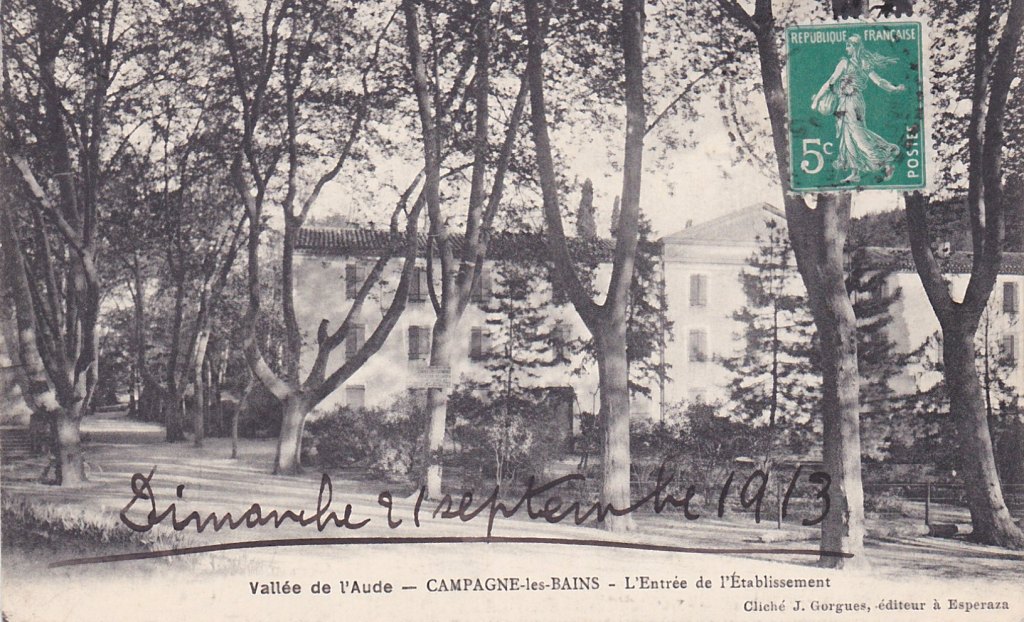 REPUBLIQUE FRANÇAISE
5c
POSTES
Dimanche 21 septembre 1913
Vallée de l'Aude — CAMPAGNE-les-BAINS - L'Entrée de l'Établissement
Cliché J. Gorgues, éditeur à Esperaza